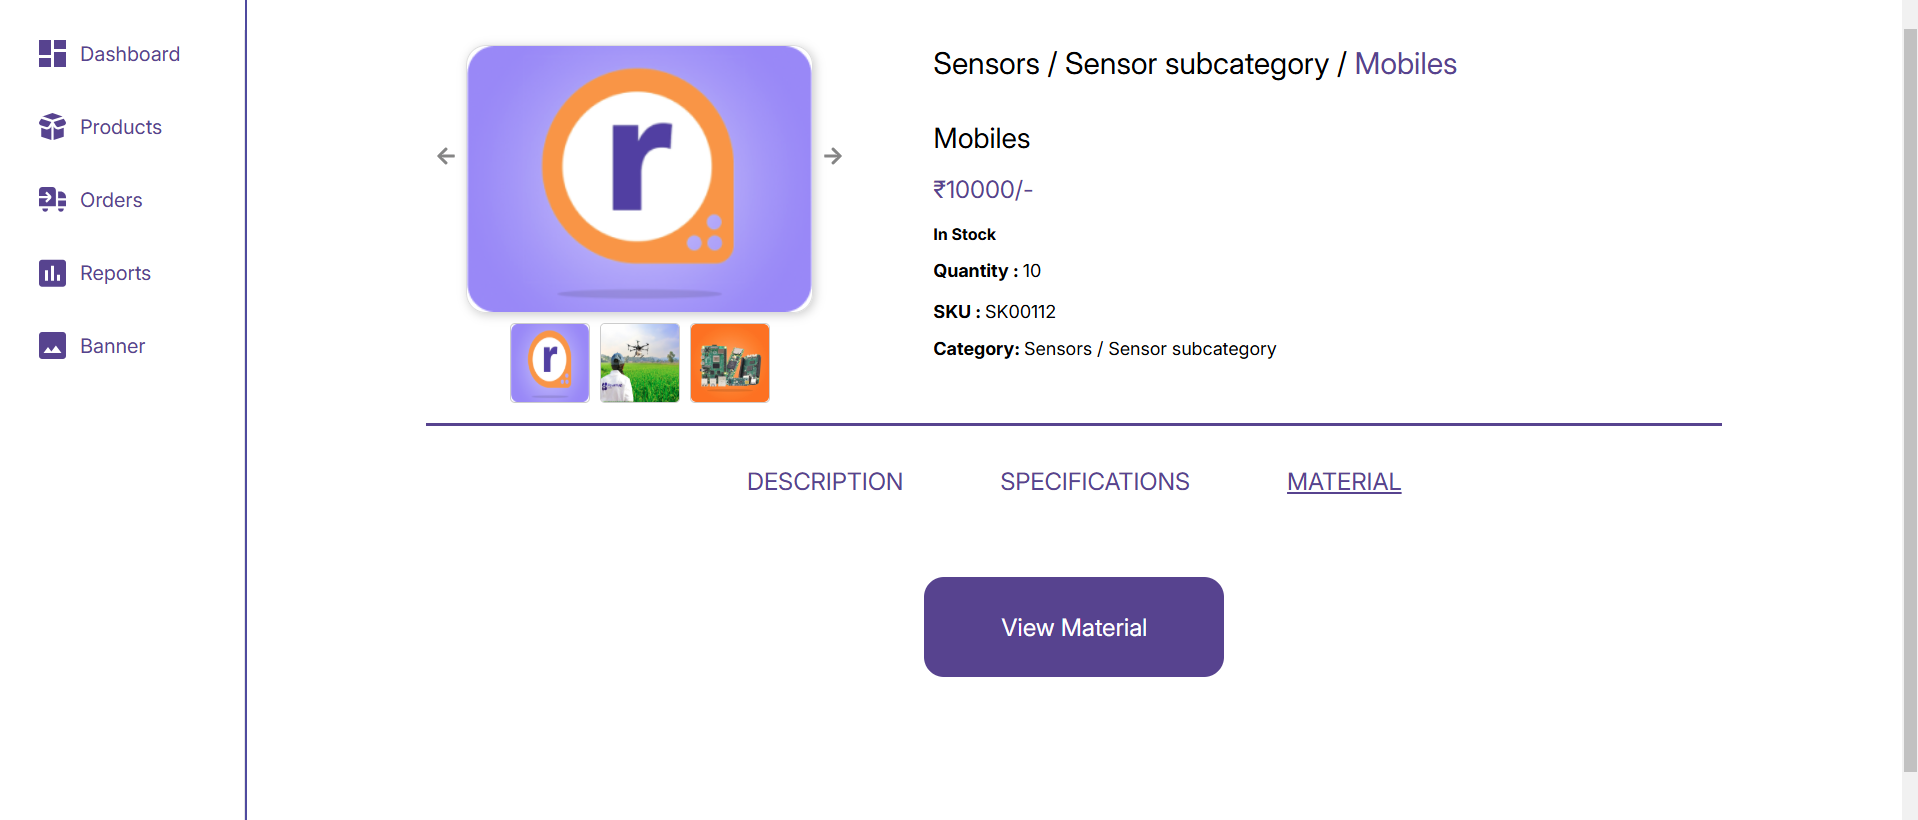 Dashboard
Products
Orders
Reports
Banner
r
r
Sensors / Sensor subcategory / Mobiles
Mobiles
₹10000/-
In Stock
Quantity : 10
SKU : SK00112
Category: Sensors / Sensor subcategory
DESCRIPTION
SPECIFICATIONS
MATERIAL
View Material